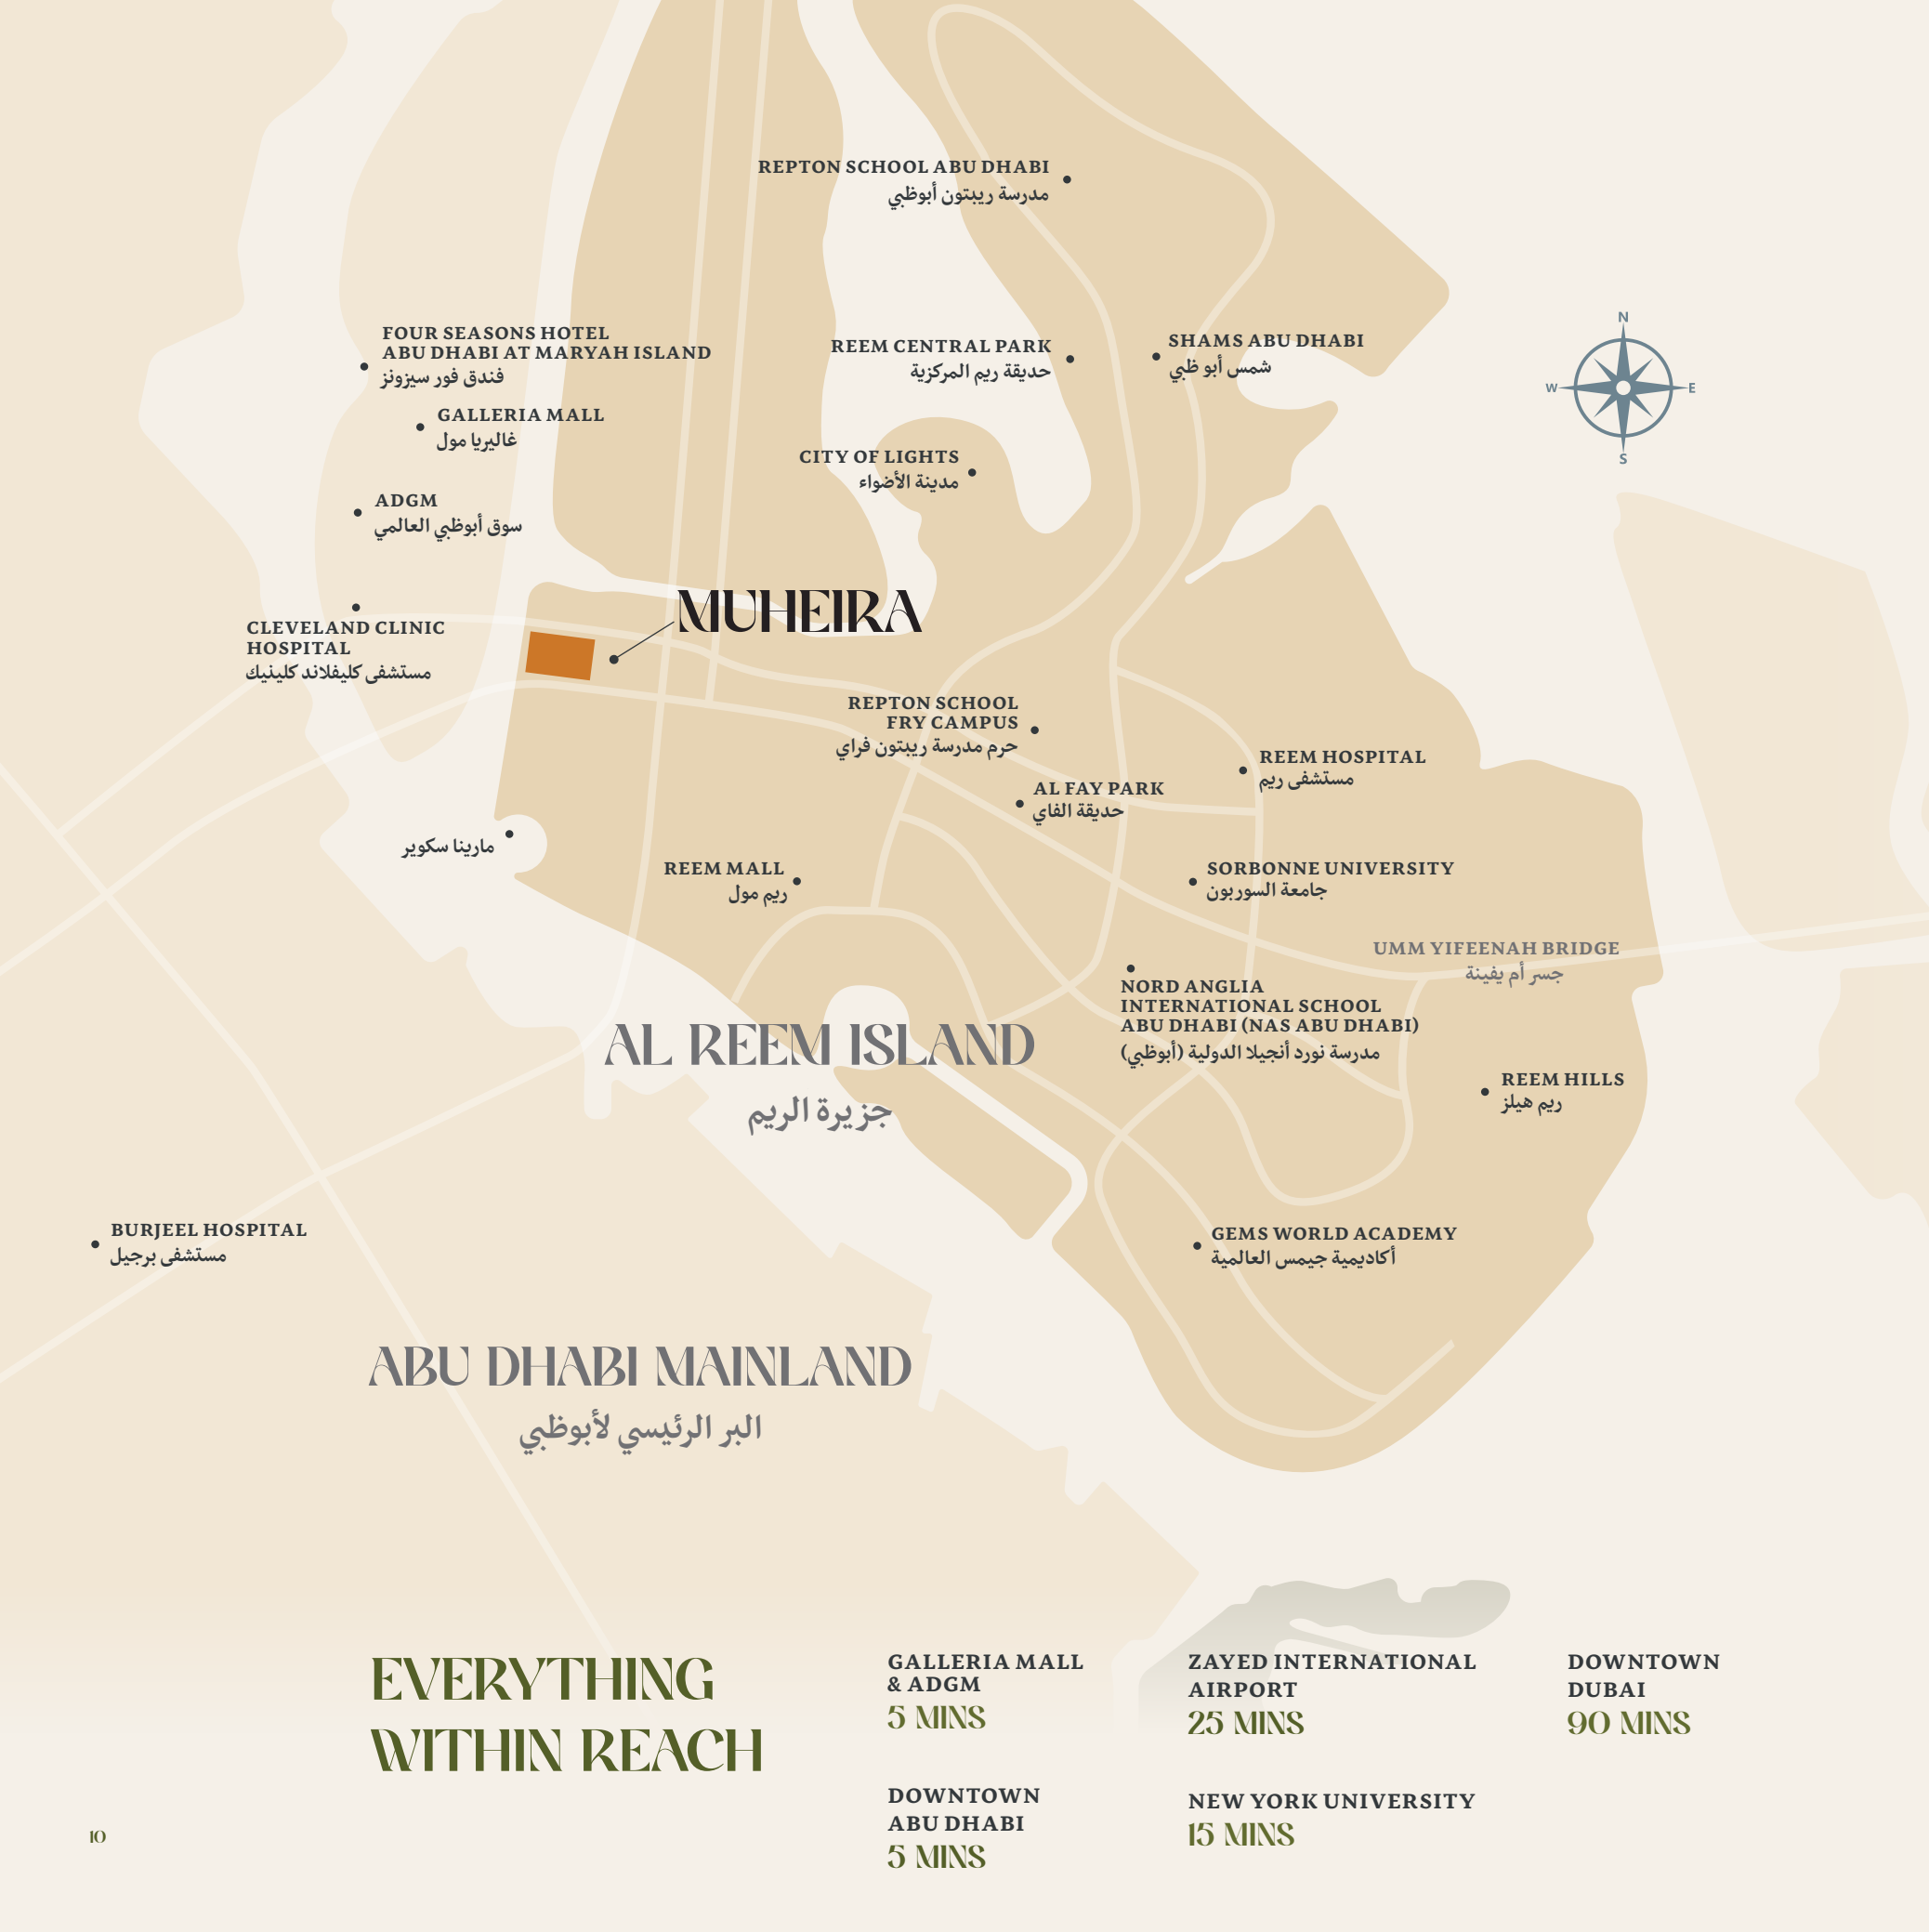 REPTON SCHOOL ABU DHABI
مدرسة ريبتون أبوظبي
FOUR SEASONS HOTEL
ABU DHABI AT MARYAH ISLAND
فندق فور سيزونز
REEM CENTRAL PARK
حديقة ريم المركزية
SHAMS ABU DHABI
شمس أبو ظبي
N
W
E
S
GALLERIA MALL
غاليريا مول
CITY OF LIGHTS
مدينة الأضواء
ADGM
سوق أبوظبي العالمي
MUHEIRA
CLEVELAND CLINIC
HOSPITAL
مستشفى كليفلاند كلينيك
REPTON SCHOOL
FRY CAMPUS
حرم مدرسة ريبتون فراي
REEM HOSPITAL
مستشفى ريم
AL FAY PARK
حديقة الفاي
مارينا سكوير
REEM MALL
ريم مول
SORBONNE UNIVERSITY
جامعة السوربون
UMM YIFEENAH BRIDGE
جسر أم يفينة
NORD ANGLIA
INTERNATIONAL SCHOOL
ABU DHABI (NAS ABU DHABI)
مدرسة نورد أنجيلا الدولية (أبوظبي)
AL REEM ISLAND
جزيرة الريم
REEM HILLS
ريم هيلز
BURJEEL HOSPITAL
مستشفى برجيل
GEMS WORLD ACADEMY
أكاديمية جيمس العالمية
ABU DHABI MAINLAND
البر الرئيسي لأبوظبي
EVERYTHING
WITHIN REACH
GALLERIA MALL
& ADGM
5 MINS
ZAYED INTERNATIONAL
AIRPORT
25 MINS
DOWNTOWN
DUBAI
90 MINS
DOWNTOWN
ABU DHABI
5 MINS
NEW YORK UNIVERSITY
15 MINS
10